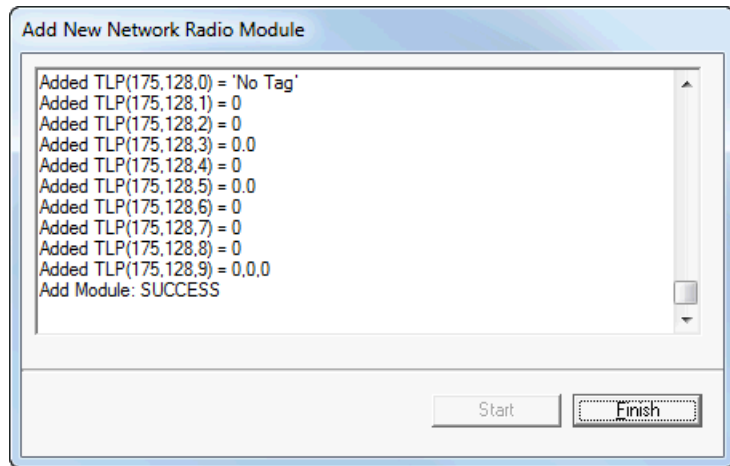 Add New Network Radio Module
Added TLP(175,128,0) = 'No Tag'
Added TLP(175,128,1) = 0
Added TLP(175,128,2) = 0
Added TLP(175,128,3) = 0.0
Added TLP(175,128,4) = 0
Added TLP(175,128,5) = 0.0
Added TLP(175,128,6) = 0
Added TLP(175,128,7) = 0
Added TLP(175,128,8) = 0
Added TLP(175,128,9) = 0,0,0
Add Module: SUCCESS
Start Finish